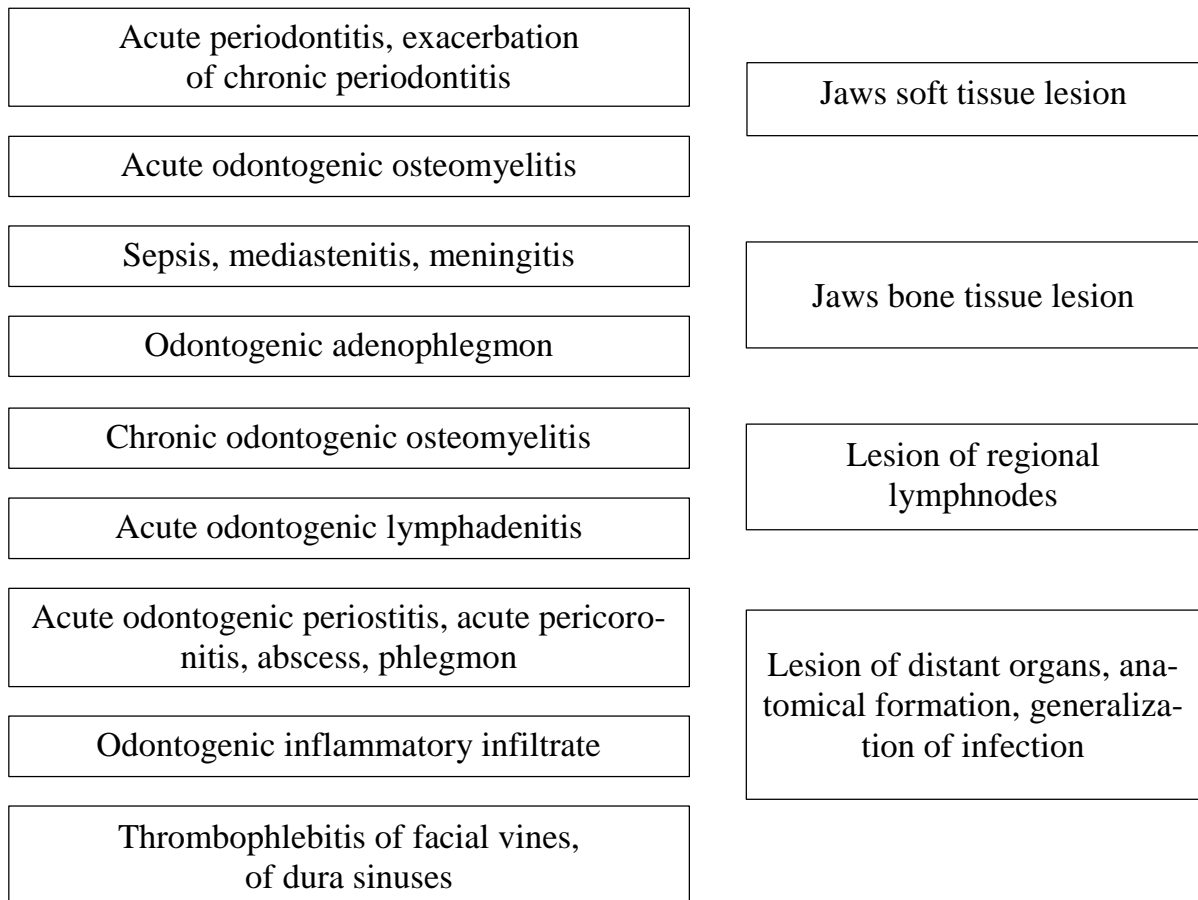 Acute periodontitis, exacerbation
of chronic periodontitis
Acute odontogenic osteomyelitis
Sepsis, mediastenitis, meningitis
Odontogenic adenophlegmon
Chronic odontogenic osteomyelitis
Acute odontogenic lymphadenitis
Acute odontogenic periostitis, acute pericoro-
nitis, abscess, phlegmon
Odontogenic inflammatory infiltrate
Thrombophlebitis of facial vines,
of dura sinuses
Jaws soft tissue lesion
Jaws bone tissue lesion
Lesion of regional
lymphnodes
Lesion of distant organs, ana-
tomical formation, generaliza-
tion of infection